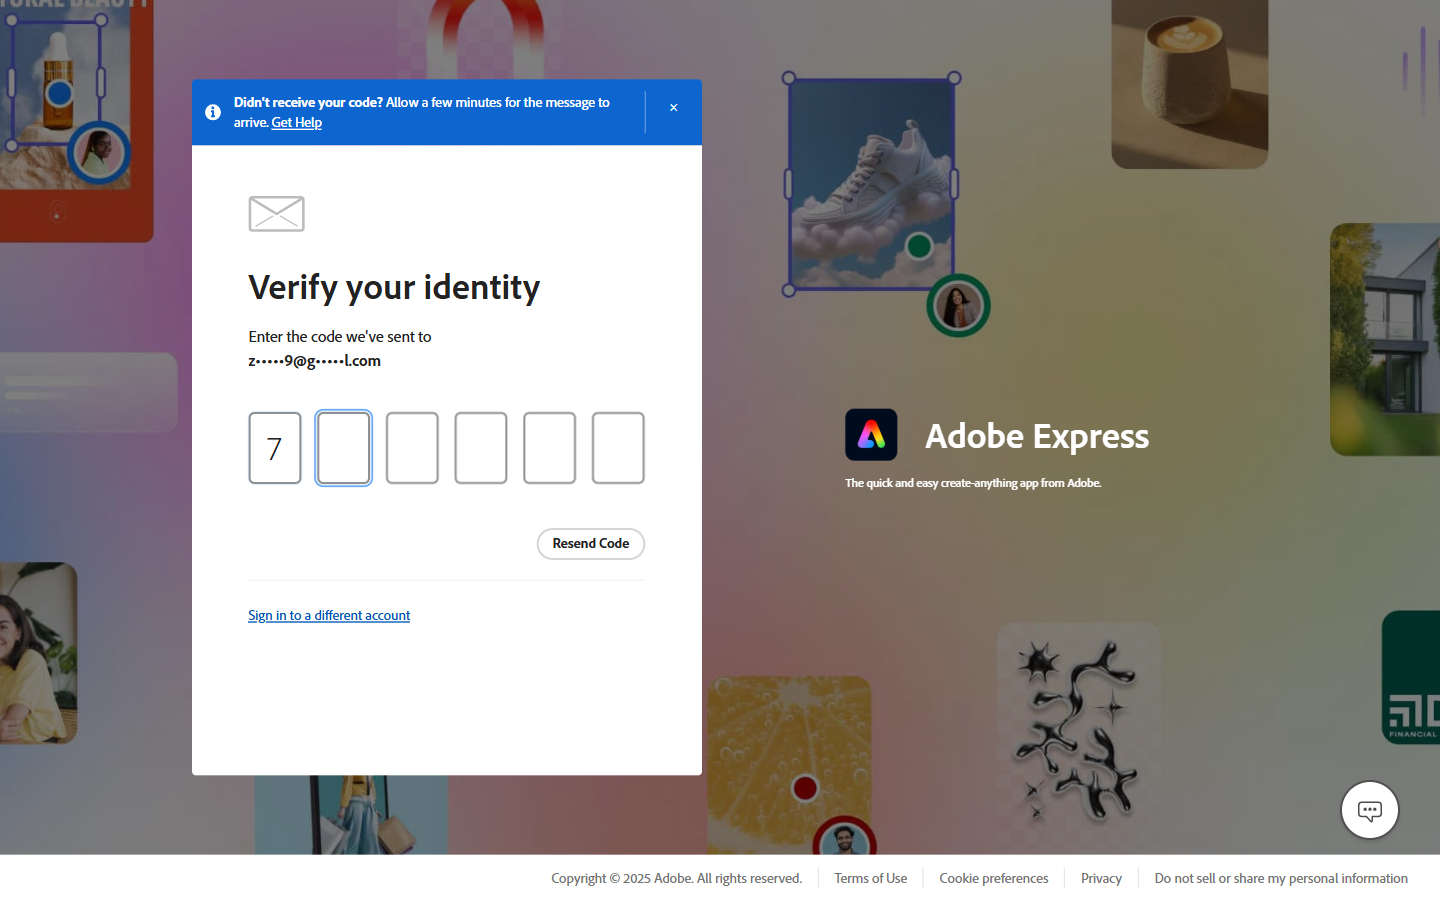 Didn't receive your code? Allow a few minutes for the message to
arrive. Get Help
×
Verify your identity
Enter the code we've sent to
z•••••9@g•••••l.com
7
Resend Code
Sign in to a different account
Adobe Express
The quick and easy create-anything app from Adobe.
FINANCIAL
Copyright © 2025 Adobe. All rights reserved.
Terms of Use
Cookie preferences
Privacy
Do not sell or share my personal information